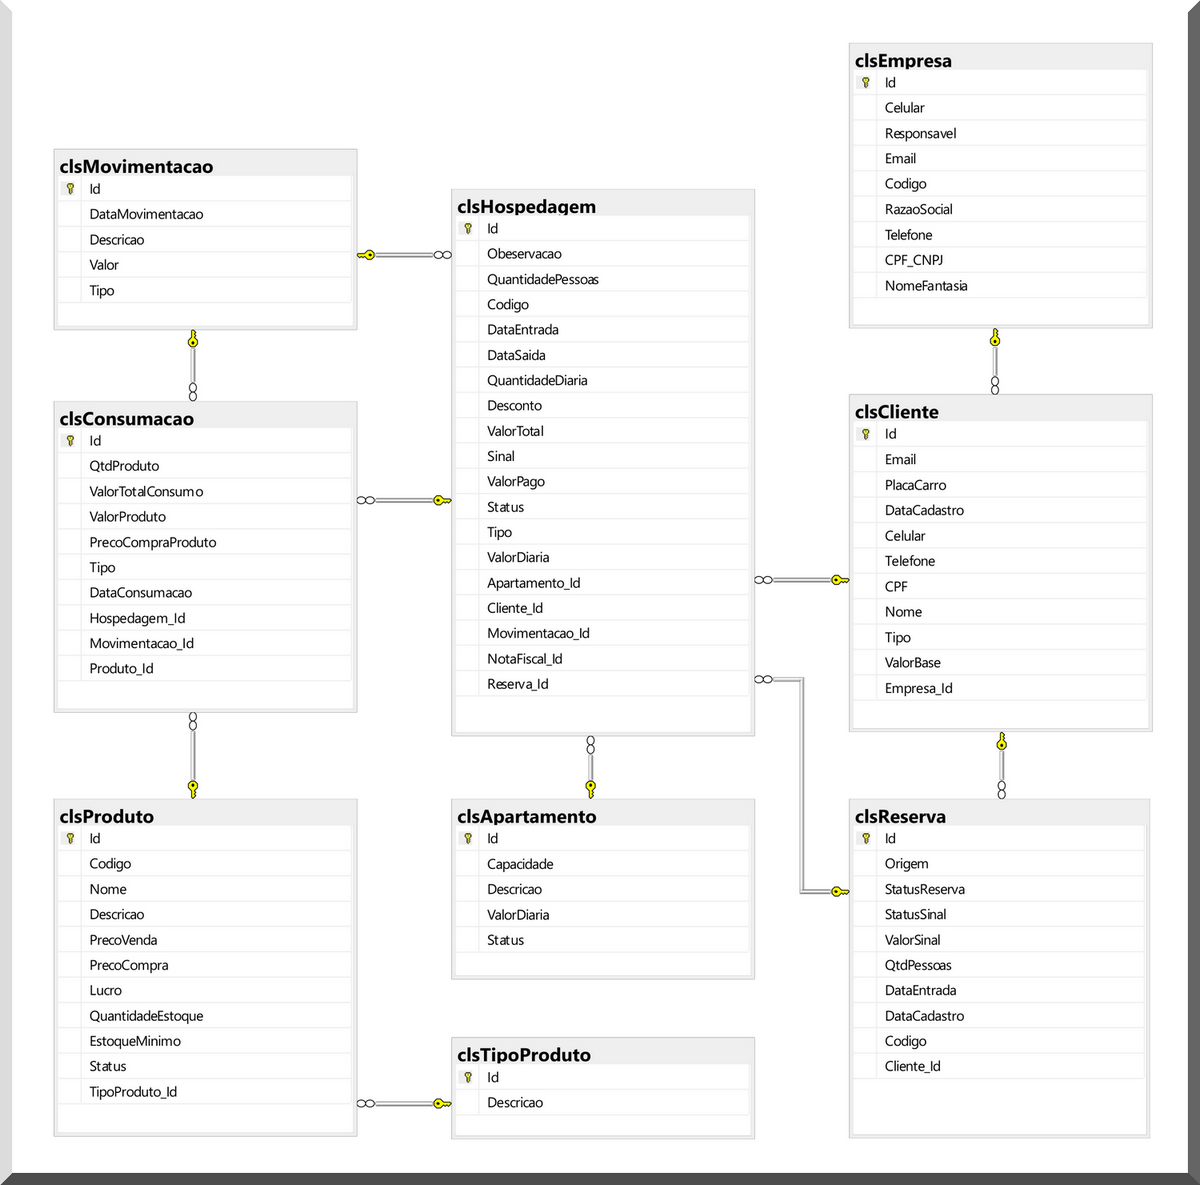 clsMovimentacao
Id
DataMovimentacao
Descricao
Valor
Tipo
clsConsumacao
Id
QtdProduto
ValorTotalConsumo
ValorProduto
PrecoCompraProduto
Tipo
DataConsumacao
Hospedagem_Id
Movimentacao_Id
Produto_Id
clsProduto
Id
Codigo
Nome
Descricao
PrecoVenda
PrecoCompra
Lucro
QuantidadeEstoque
EstoqueMinimo
Status
TipoProduto_Id
clsHospedagem
Id
Obeservacao
QuantidadePessoas
Codigo
DataEntrada
DataSaida
QuantidadeDiaria
Desconto
ValorTotal
Sinal
ValorPago
Status
Tipo
ValorDiaria
Apartamento_Id
Cliente_Id
Movimentacao_Id
NotaFiscal_Id
Reserva_Id
clsApartamento
Id
Capacidade
Descricao
ValorDiaria
Status
clsTipoProduto
Id
Descricao
clsEmpresa
Id
Celular
Responsavel
Email
Codigo
RazaoSocial
Telefone
CPF_CNPJ
NomeFantasia
clsCliente
Id
Email
PlacaCarro
DataCadastro
Celular
Telefone
CPF
Nome
Tipo
ValorBase
Empresa_Id
clsReserva
Id
Origem
StatusReserva
StatusSinal
ValorSinal
QtdPessoas
DataEntrada
DataCadastro
Codigo
Cliente_Id